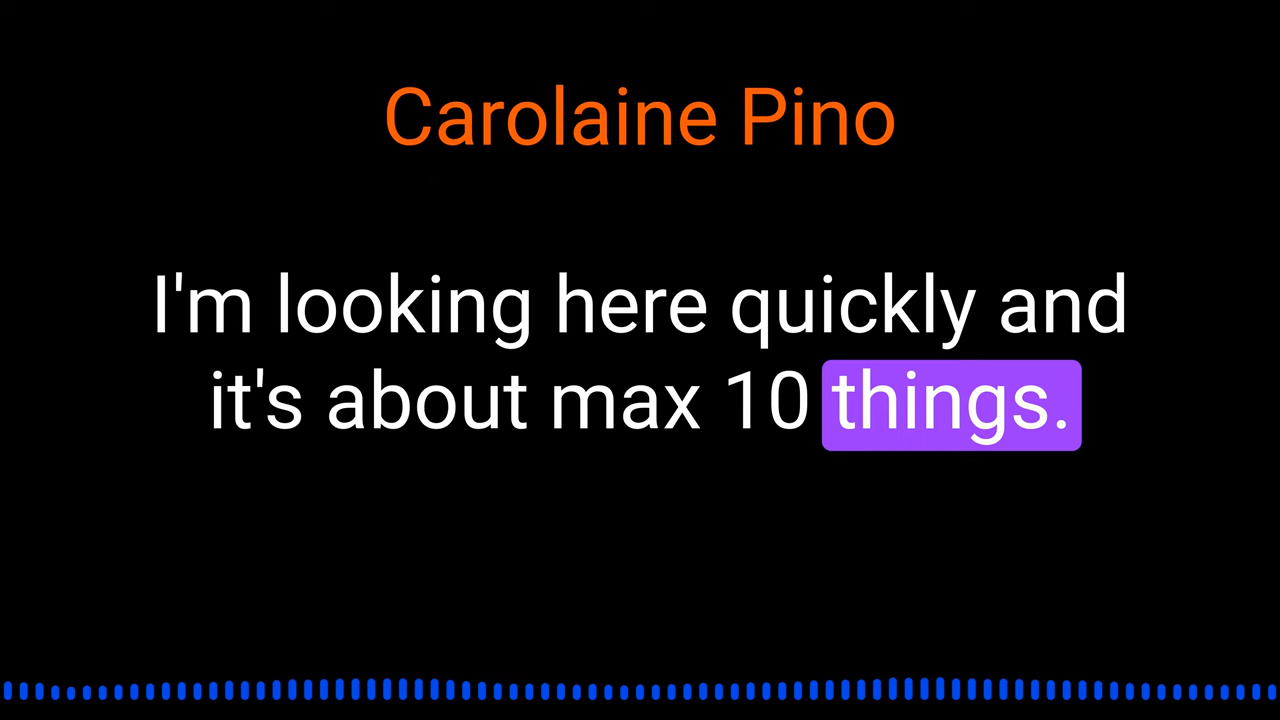 Carolaine Pino
I'm looking here quickly and
it's about max 10 things.